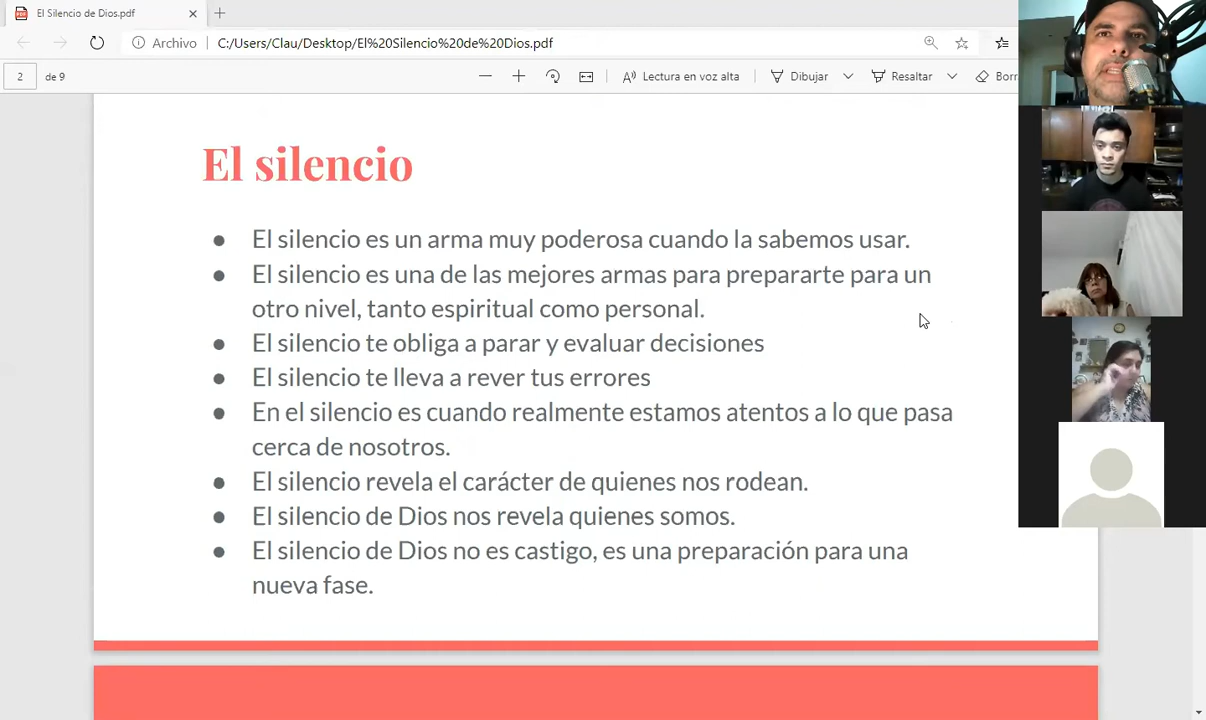 El Silencio de Dios.pdf
Archivo C:/Users/Clau/Desktop/El%20Silencio%20de%20Dios.pdf
2 de 9 Lectura en voz alta Dibujar Resaltar Borr
El silencio
● El silencio es un arma muy poderosa cuando la sabemos usar.
● El silencio es una de las mejores armas para prepararte para un
otro nivel, tanto espiritual como personal.
● El silencio te obliga a parar y evaluar decisiones
● El silencio te lleva a rever tus errores
● En el silencio es cuando realmente estamos atentos a lo que pasa
cerca de nosotros.
● El silencio revela el carácter de quienes nos rodean.
● El silencio de Dios nos revela quienes somos.
● El silencio de Dios no es castigo, es una preparación para una
nueva fase.